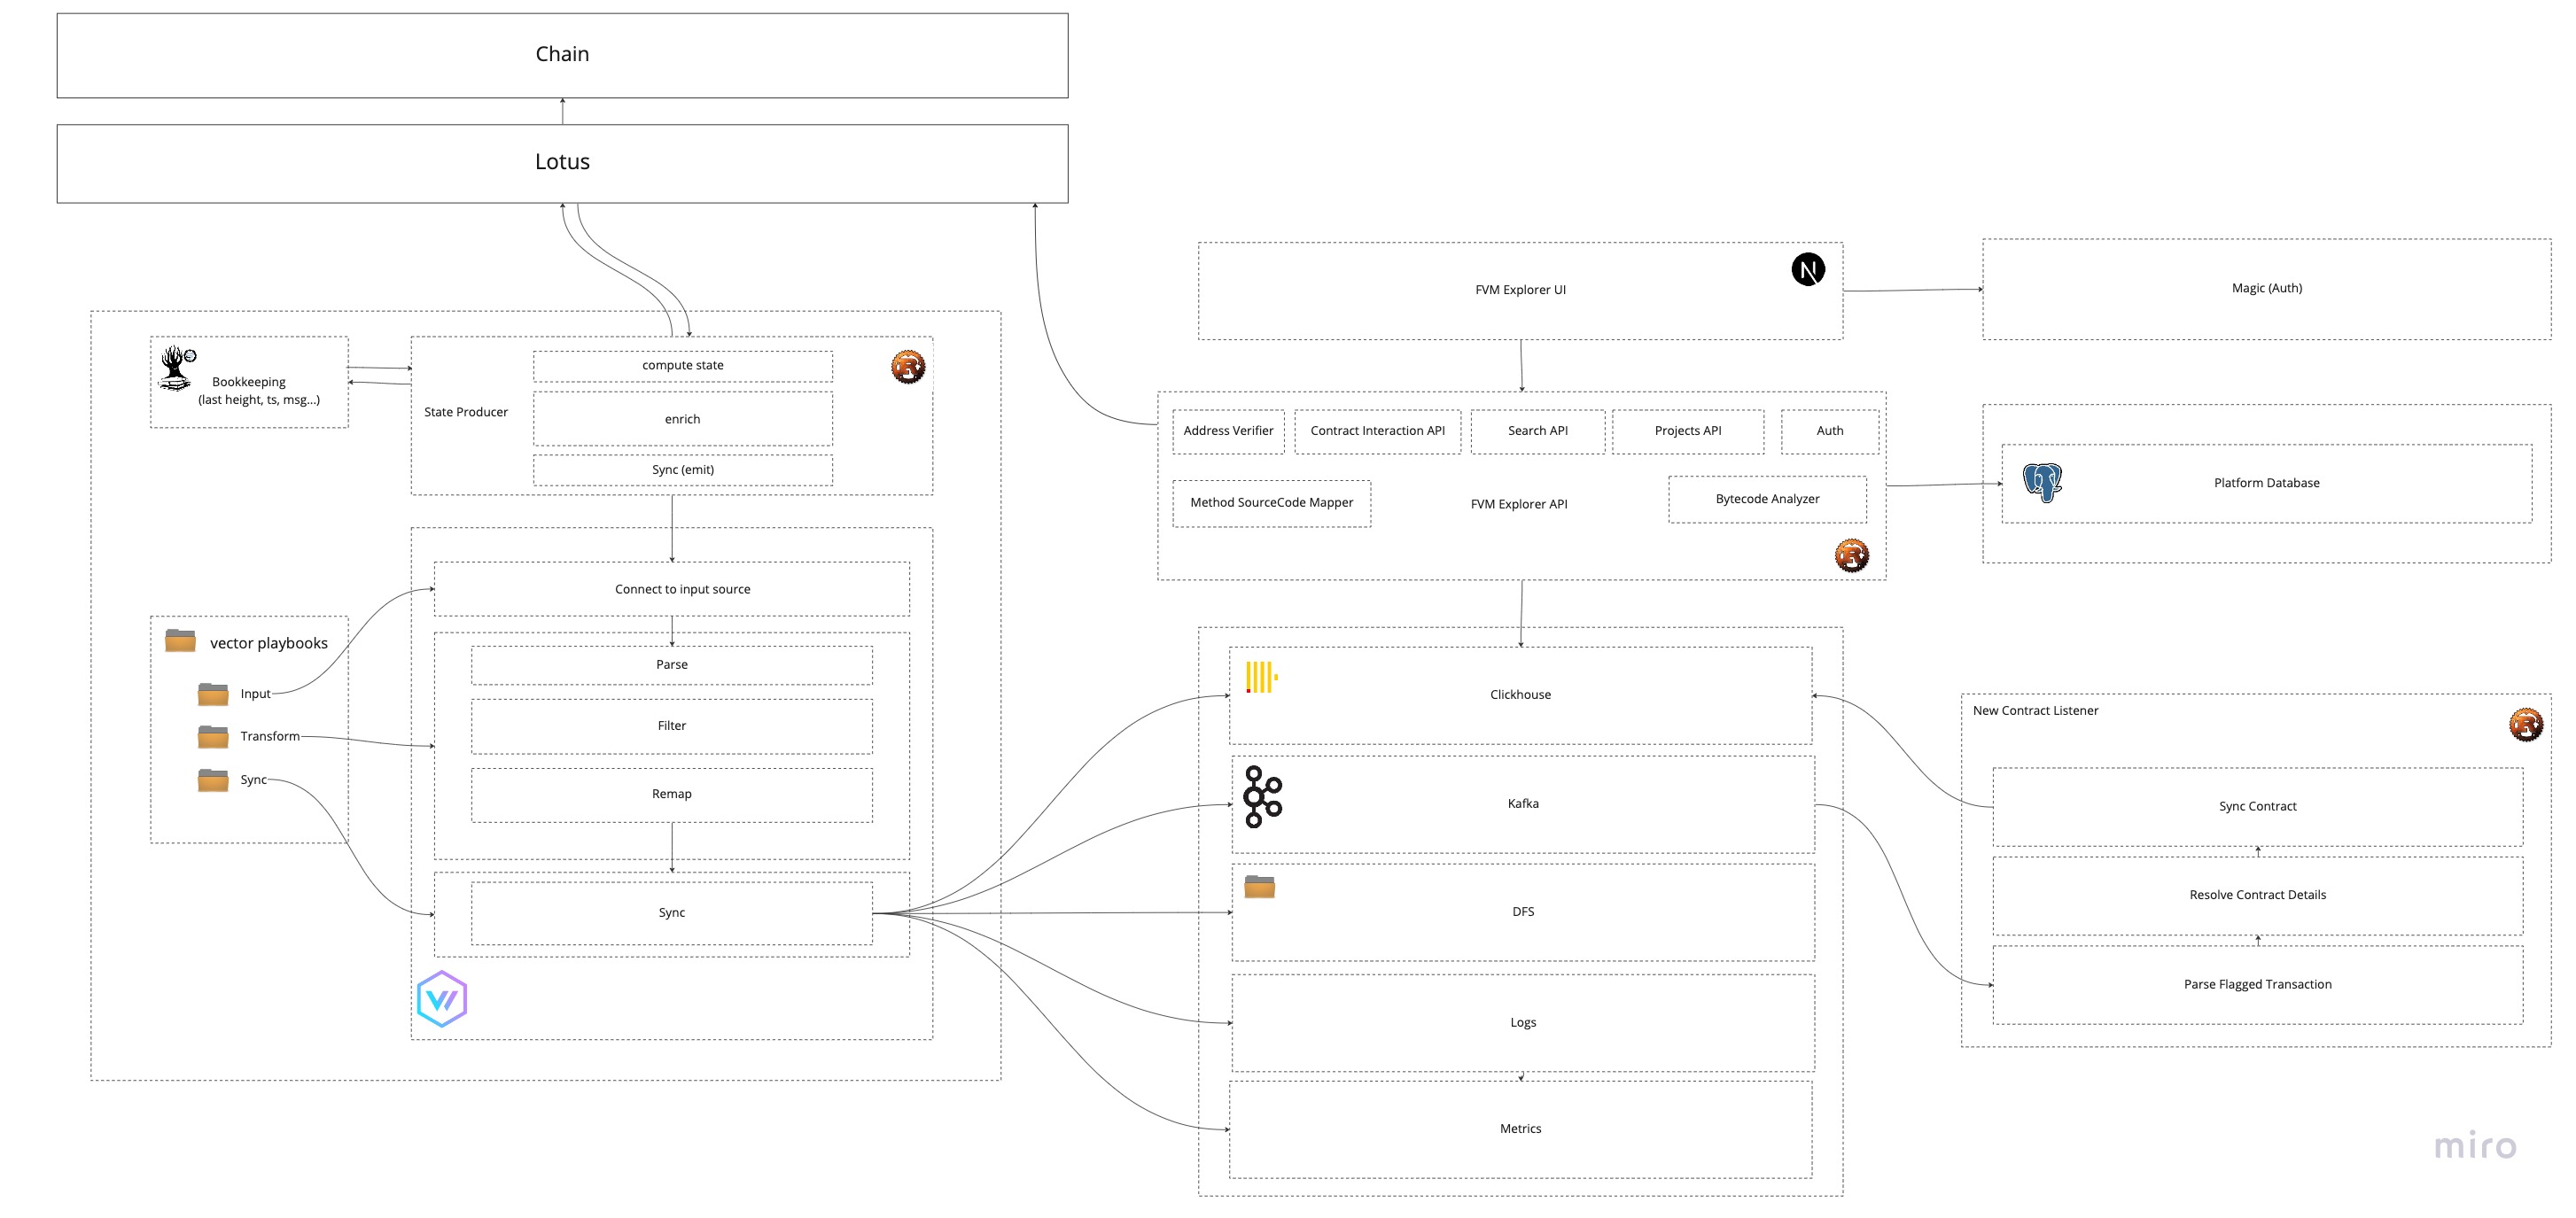 Chain
Lotus
Bookkeeping
(last height, ts, msg...)
State Producer
compute state
enrich
Sync (emit)
Connect to input source
vector playbooks
Input
Transform
Sync
Parse
Filter
Remap
Sync
FVM Explorer UI
N
Magic (Auth)
Address Verifier
Contract Interaction API
Search API
Projects API
Auth
Method SourceCode Mapper
FVM Explorer API
Bytecode Analyzer
Platform Database
Clickhouse
Kafka
DFS
Logs
Metrics
New Contract Listener
Sync Contract
Resolve Contract Details
Parse Flagged Transaction
miro